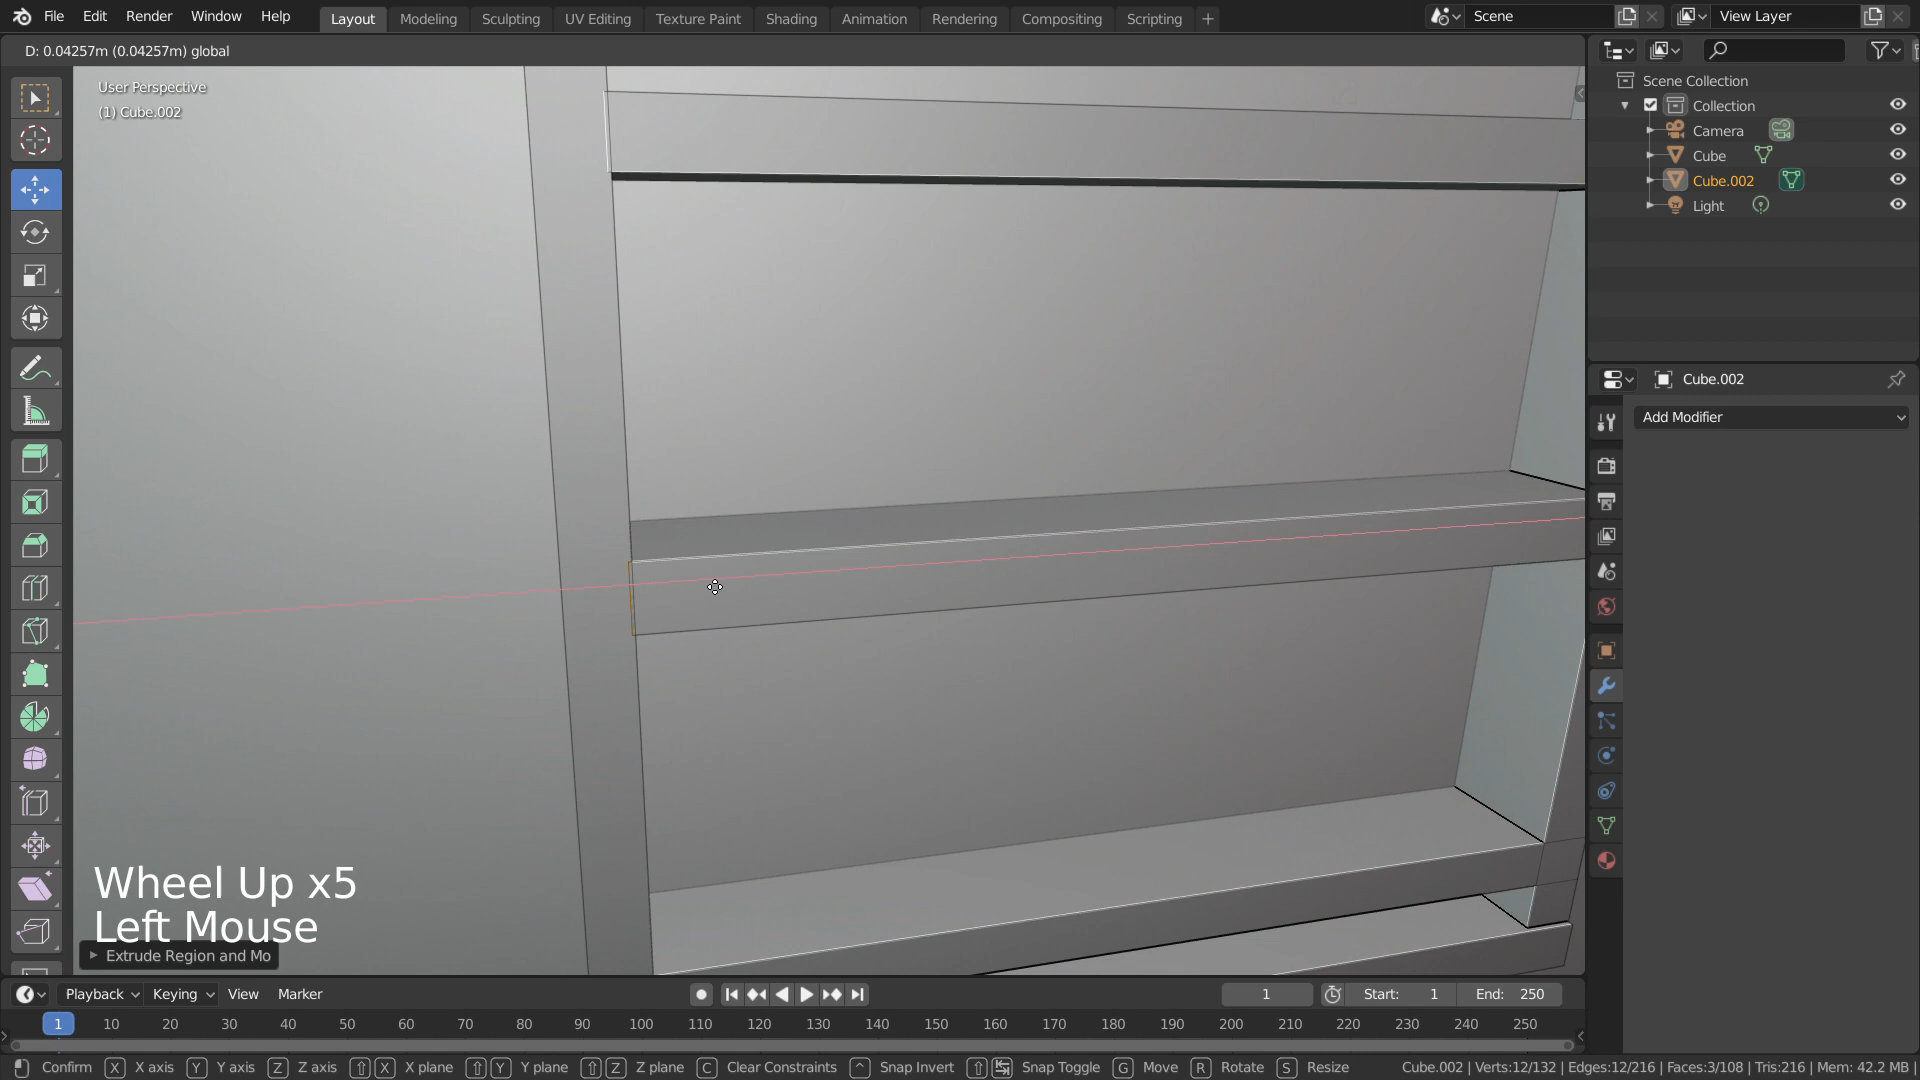 File Edit Render Window Help Layout Modeling Sculpting UV Editing Texture Paint Shading Animation Rendering Compositing Scripting + Scene View Layer
D: 0.04257m (0.04257m) global
User Perspective
(1) Cube.002
Scene Collection
Collection
Camera
Cube
Cube.002
Light
Cube.002
Add Modifier
Wheel Up x5
Left Mouse
Extrude Region and Mo
Playback Keying View Marker 1 Start: 1 End: 250
1 10 20 30 40 50 60 70 80 90 100 110 120 130 140 150 160 170 180 190 200 210 220 230 240 250
Confirm X X axis Y Y axis Z Z axis X X plane Y Y plane Z Z plane C Clear Constraints ^ Snap Invert Snap Toggle G Move R Rotate S Resize Cube.002 | Verts:12/132 | Edges:12/216 | Faces:3/108 | Tris:216 | Mem: 42.2 MB |